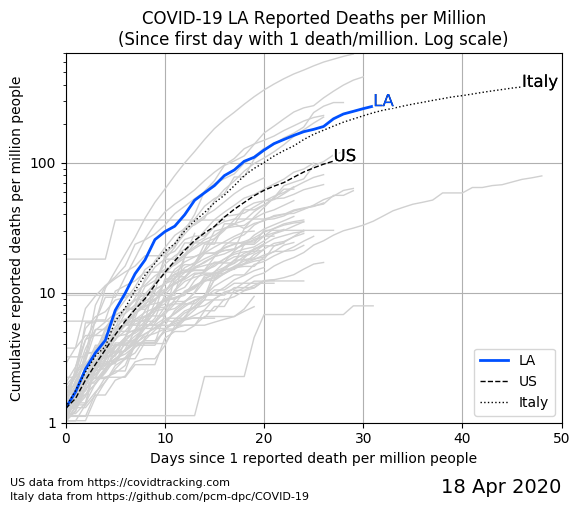 COVID-19 LA Reported Deaths per Million
(Since first day with 1 death/million. Log scale)
Cumulative reported deaths per million people
100
10
1
LA
Italy
US
LA
US
Italy
0
10
20
30
40
50
Days since 1 reported death per million people
US data from https://covidtracking.com
Italy data from https://github.com/pcm-dpc/COVID-19
18 Apr 2020